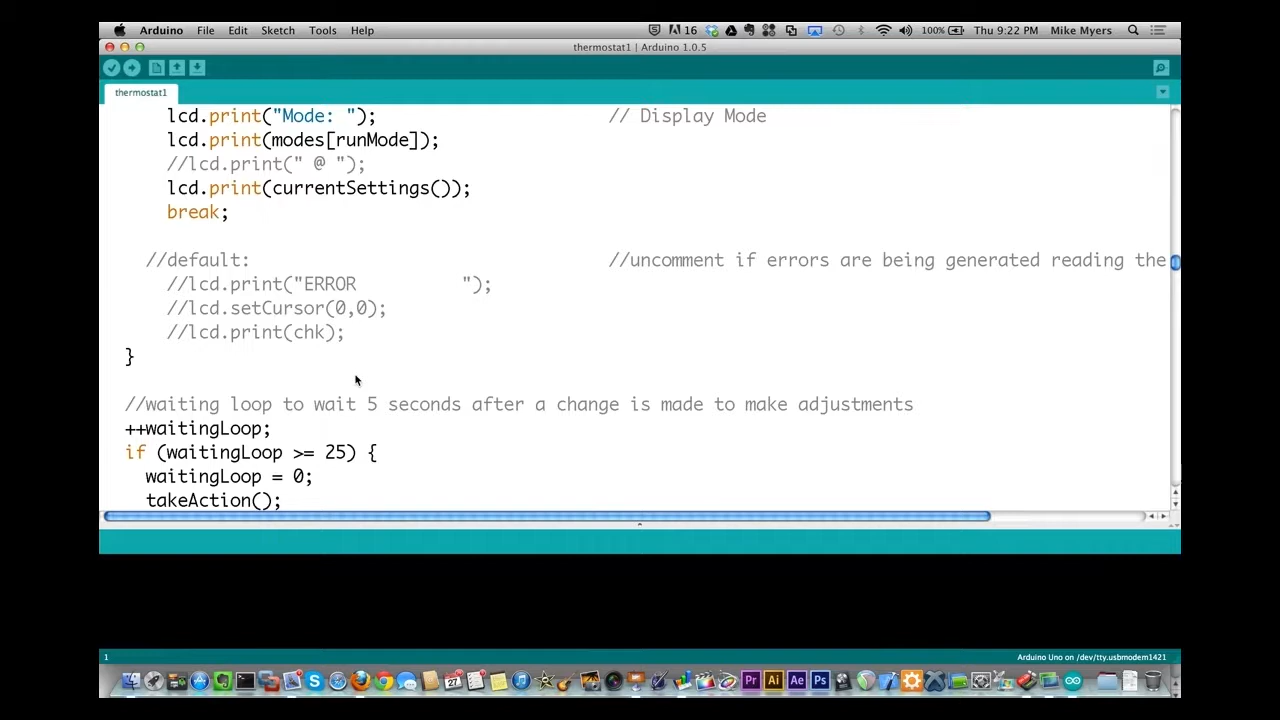 Arduino File Edit Sketch Tools Help 16 100% Thu 9:22 PM Mike Myers
thermostat1 | Arduino 1.0.5
thermostat1
lcd.print("Mode: "); // Display Mode
lcd.print(modes[runMode]);
//lcd.print(" @ ");
lcd.print(currentSettings());
break;
//default: //uncomment if errors are being generated reading the
//lcd.print("ERROR ");
//lcd.setCursor(0,0);
//lcd.print(chk);
}
//waiting loop to wait 5 seconds after a change is made to make adjustments
++waitingLoop;
if (waitingLoop >= 25) {
waitingLoop = 0;
takeAction();
1 Arduino Uno on /dev/tty.usbmodem1421
27 Pr Ai Ae Ps